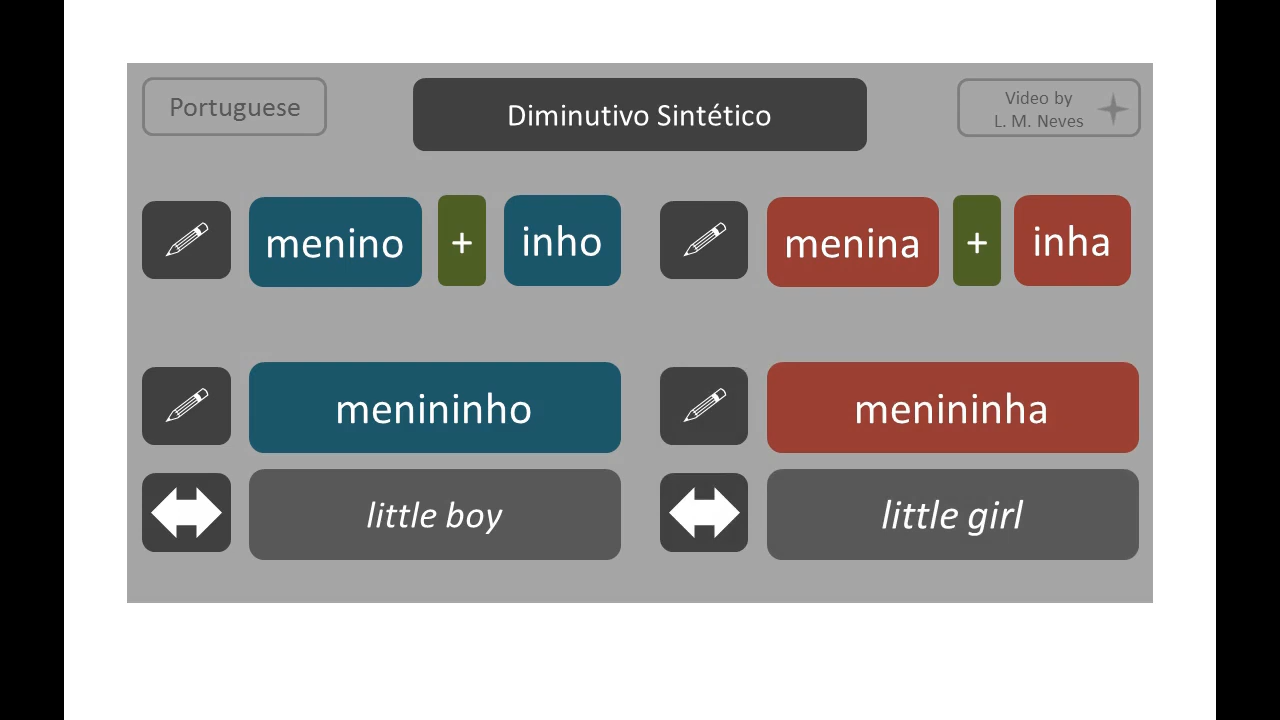 Portuguese
Diminutivo Sintético
Video by
L. M. Neves
menino + inho
menina + inha
menininho
menininha
little boy
little girl